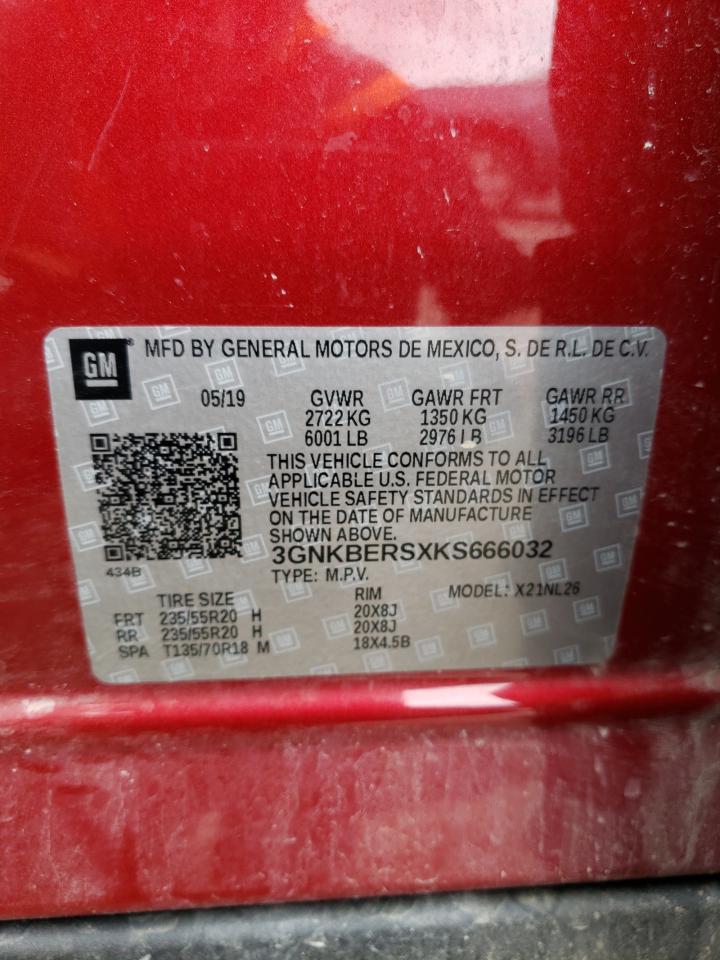 GM MFD BY GENERAL MOTORS DE MEXICO, S. DE R.L. DE C.V.
05/19 GVWR GAWR FRT GAWR RR
2722 KG 1350 KG 1450 KG
6001 LB 2976 LB 3196 LB
THIS VEHICLE CONFORMS TO ALL
APPLICABLE U.S. FEDERAL MOTOR
VEHICLE SAFETY STANDARDS IN EFFECT
ON THE DATE OF MANUFACTURE
SHOWN ABOVE.
3GNKBERSXKS666032
434B
TYPE: M.P.V.
TIRE SIZE RIM MODEL: X21NL26
FRT 235/55R20 H 20X8J
RR 235/55R20 H 20X8J
SPA T135/70R18 M 18X4.5B